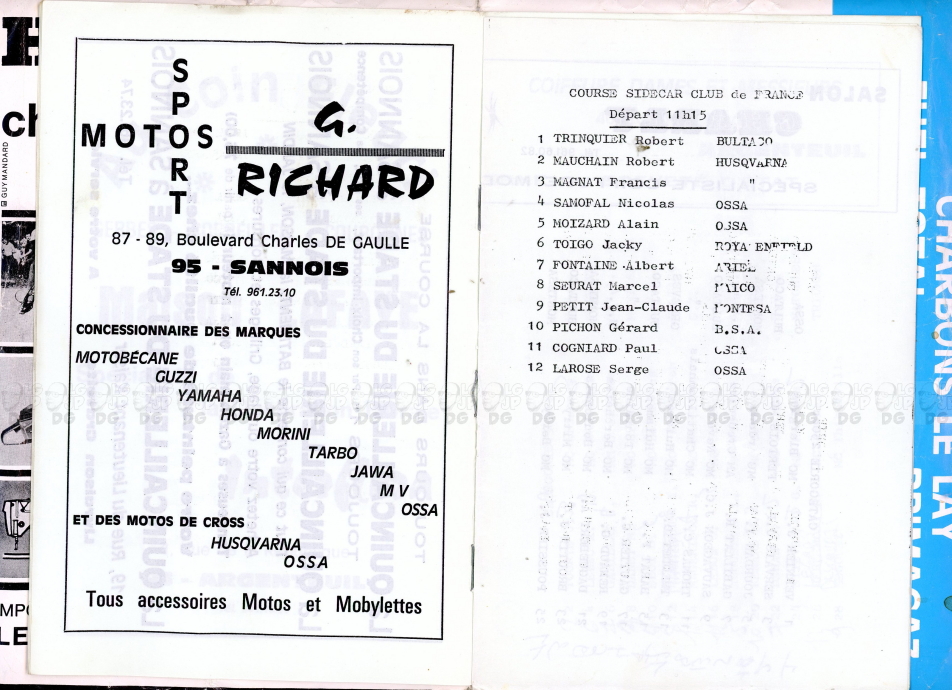 SPORT
MOTOS
G.
RICHARD
87 - 89, Boulevard Charles DE GAULLE
95 - SANNOIS
Tél. 961.23.10
CONCESSIONNAIRE DES MARQUES
MOTOBÉCANE
GUZZI
YAMAHA
HONDA
MORINI
TARBO
JAWA
M V
OSSA
ET DES MOTOS DE CROSS
HUSQVARNA
OSSA
Tous accessoires Motos et Mobylettes
COURSE SIDECAR CLUB de FRANCE
Départ 11h15
1 TRINQUIER Robert BULTACO
2 MAUCHAIN Robert HUSQVARNA
3 MAGNAT Francis "
4 SAMOFAL Nicolas OSSA
5 MOIZARD Alain OSSA
6 TOIGO Jacky ROYAL ENFIELD
7 FONTAINE Albert ARIEL
8 SEURAT Marcel MAICO
9 PETIT Jean-Claude MONTESA
10 PICHON Gérard B.S.A.
11 COGNIARD Paul OSSA
12 LAROSE Serge OSSA
GUY MANDARD
CHARBONS LE LAY